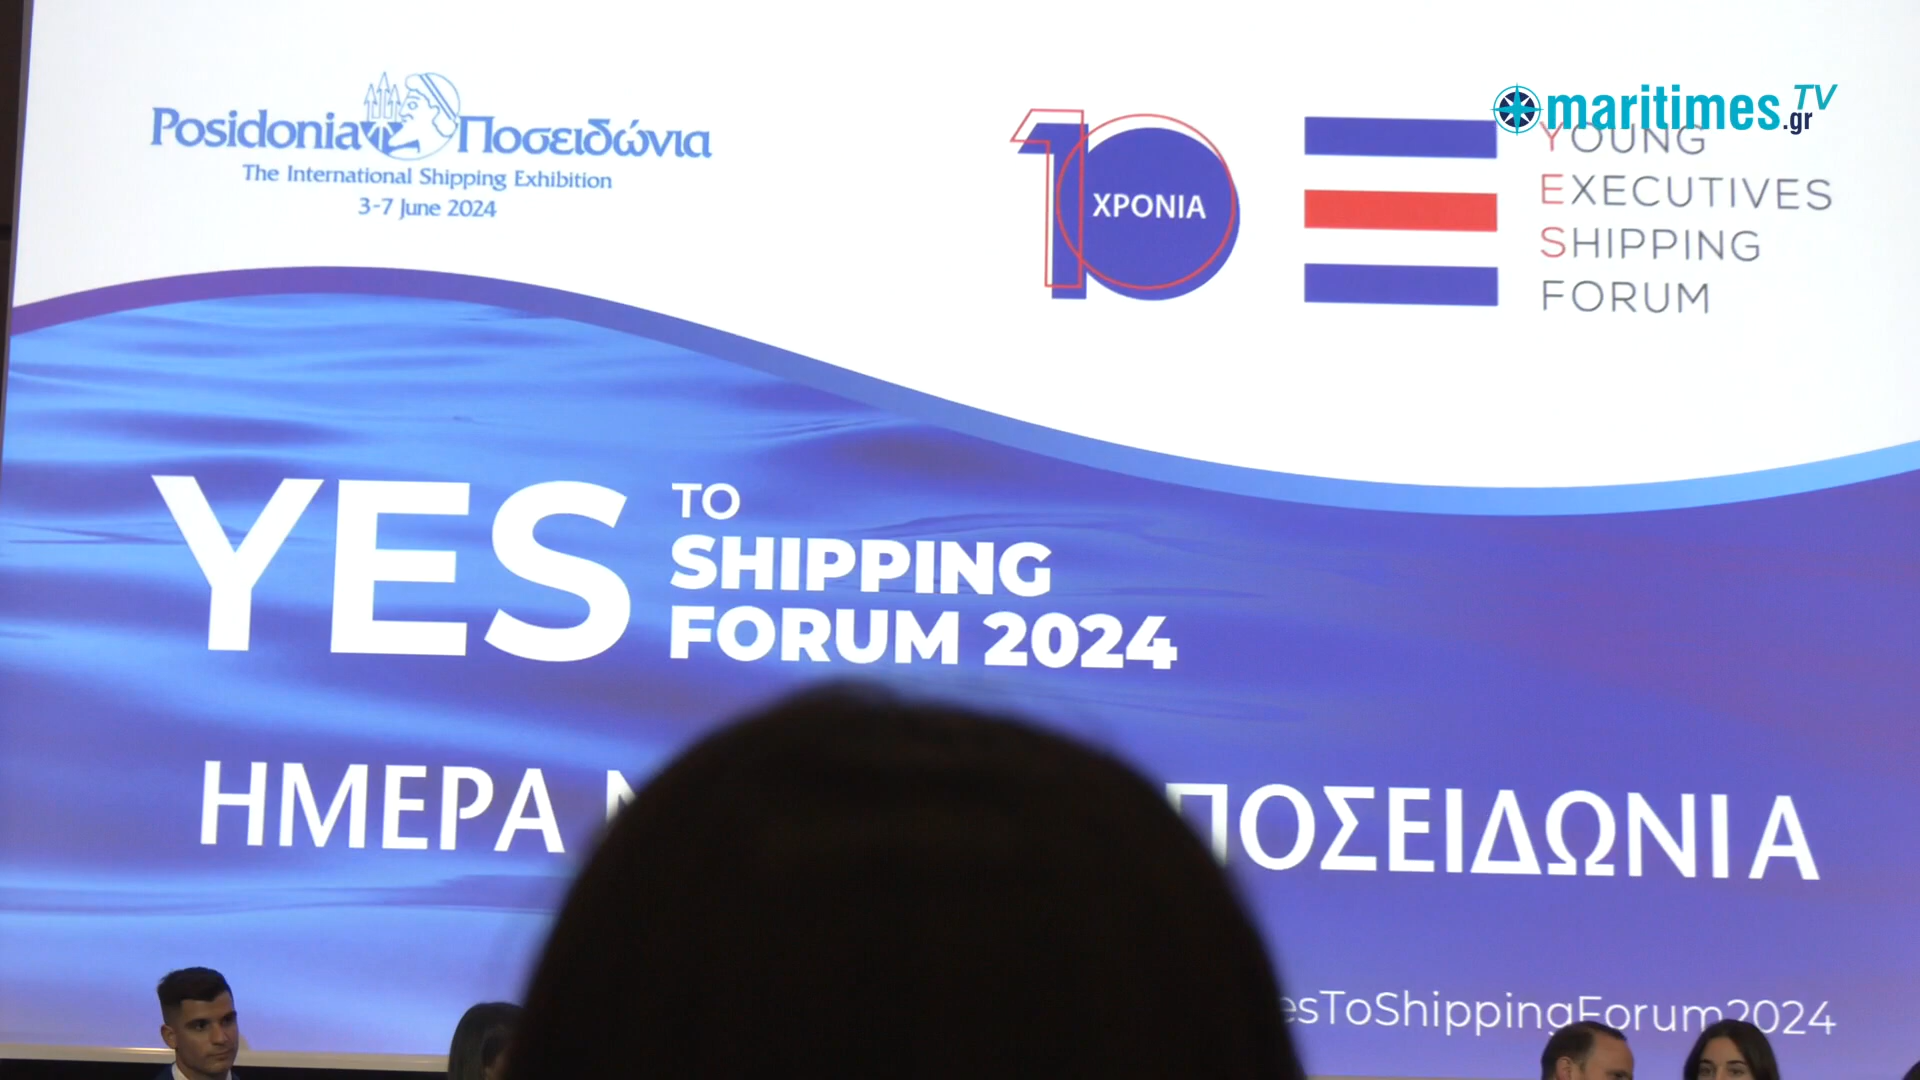 Posidonia Ποσειδώνια
The International Shipping Exhibition
3-7 June 2024
10 ΧΡΟΝΙΑ
maritimes.gr TV
YOUNG
EXECUTIVES
SHIPPING
FORUM
YES TO
SHIPPING
FORUM 2024
ΗΜΕΡΑ ΠΟΣΕΙΔΩΝΙΑ
esToShippingForum2024